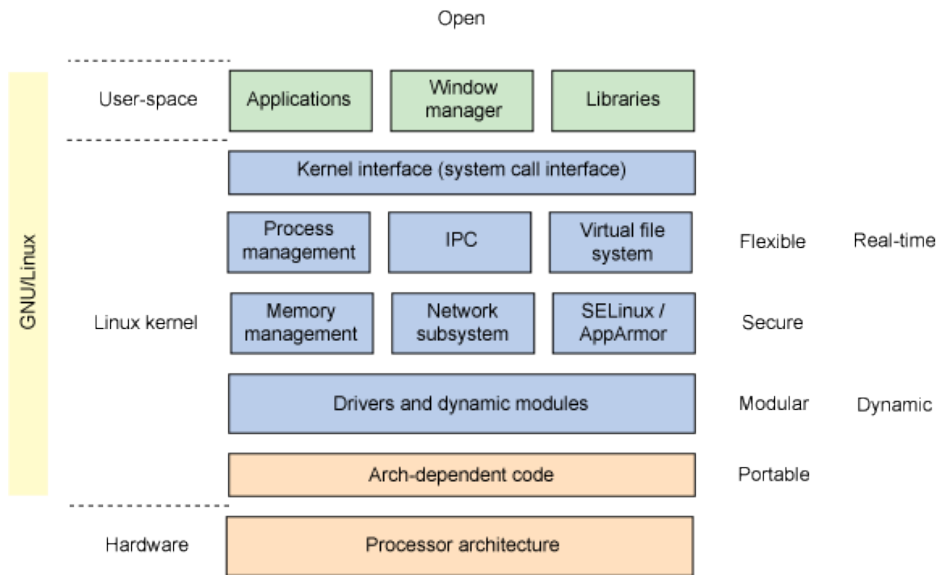 Open
User-space
Applications
Window
manager
Libraries
Kernel interface (system call interface)
GNU/Linux
Linux kernel
Process
management
IPC
Virtual file
system
Flexible
Real-time
Memory
management
Network
subsystem
SELinux /
AppArmor
Secure
Drivers and dynamic modules
Modular
Dynamic
Arch-dependent code
Portable
Hardware
Processor architecture